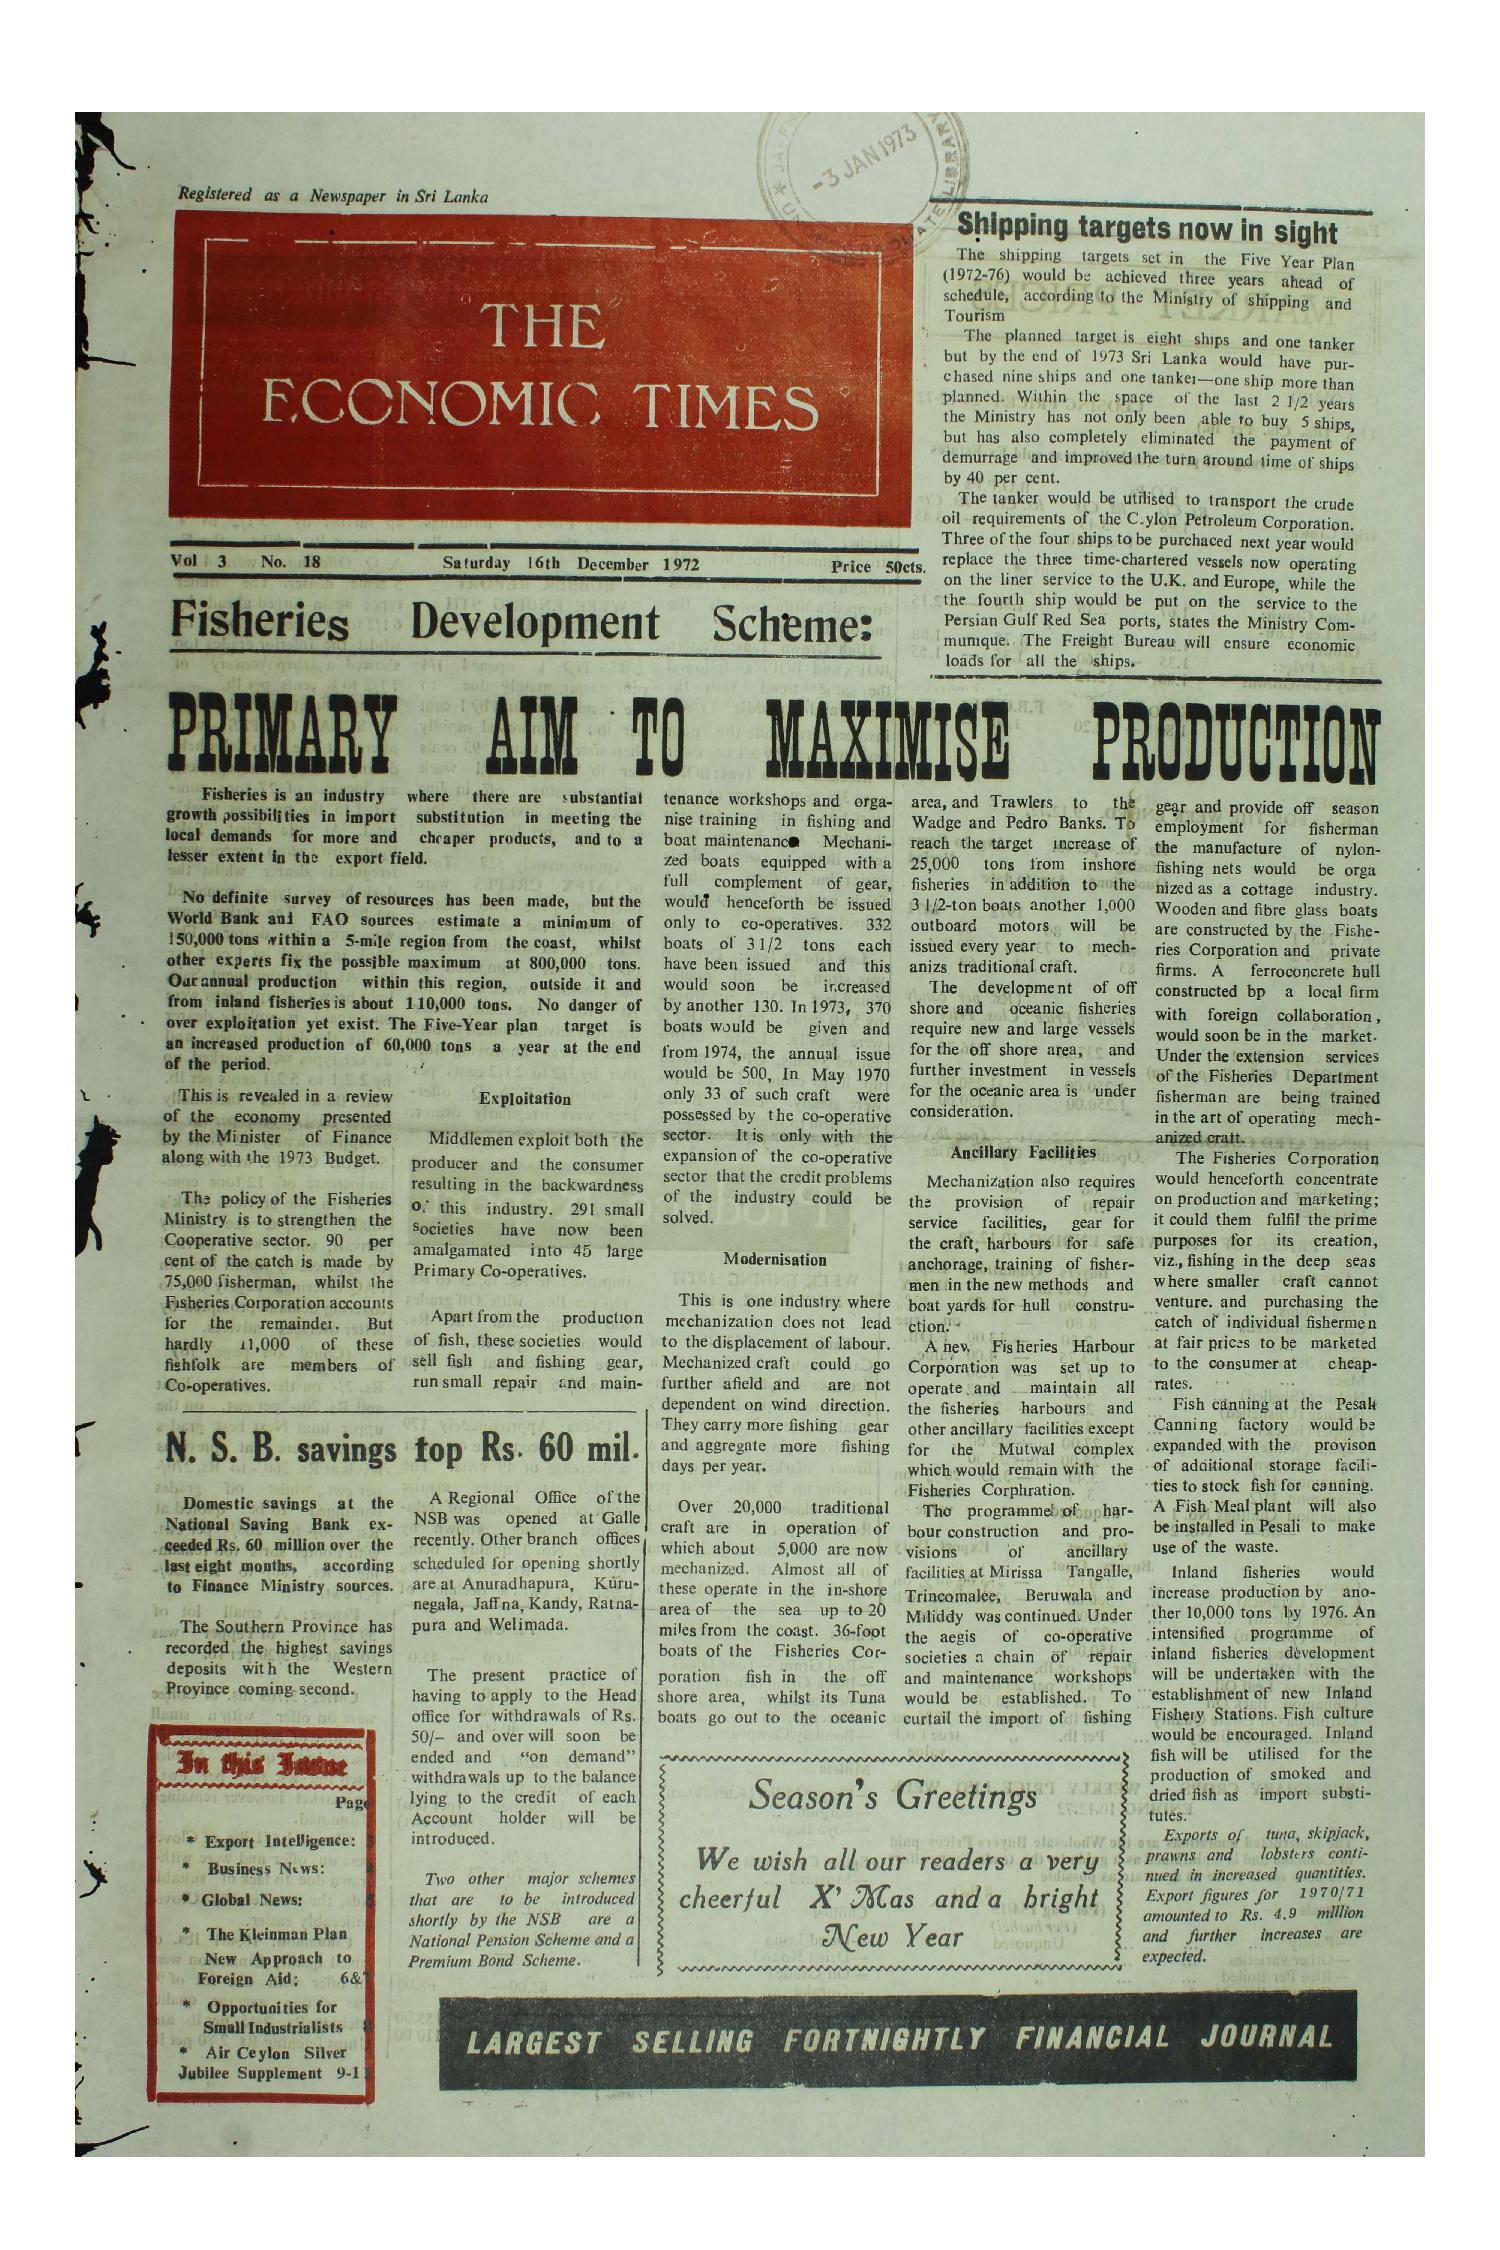 -3 JAN 1973
LIBRARY
Registered as a Newspaper in Sri Lanka
THE
ECONOMIC TIMES
Vol 3 No. 18 Saturday 16th December 1972 Price 50cts.
Shipping targets now in sight
The shipping targets set in the Five Year Plan
(1972-76) would be achieved three years ahead of
schedule, according to the Ministry of shipping and
Tourism
The planned target is eight ships and one tanker
but by the end of 1973 Sri Lanka would have pur-
chased nine ships and one tanker—one ship more than
planned. Within the space of the last 2 1/2 years
the Ministry has not only been able to buy 5 ships,
but has also completely eliminated the payment of
demurrage and improved the turn around time of ships
by 40 per cent.
The tanker would be utilised to transport the crude
oil requirements of the C.ylon Petroleum Corporation.
Three of the four ships to be purchaced next year would
replace the three time-chartered vessels now operating
on the liner service to the U.K. and Europe, while the
the fourth ship would be put on the service to the
Persian Gulf Red Sea ports, states the Ministry Com-
munique. The Freight Bureau will ensure economic
loads for all the ships.
Fisheries Development Scheme:
PRIMARY AIM TO MAXIMISE PRODUCTION
Fisheries is an industry where there are substantial
growth possibilities in import substitution in meeting the
local demands for more and cheaper products, and to a
lesser extent in the export field.
No definite survey of resources has been made, but the
World Bank and FAO sources estimate a minimum of
150,000 tons within a 5-mile region from the coast, whilst
other experts fix the possible maximum at 800,000 tons.
Our annual production within this region, outside it and
from inland fisheries is about 110,000 tons. No danger of
over exploitation yet exist. The Five-Year plan target is
an increased production of 60,000 tons a year at the end
of the period.
This is revealed in a review
of the economy presented
by the Minister of Finance
along with the 1973 Budget.
The policy of the Fisheries
Ministry is to strengthen the
Cooperative sector. 90 per
cent of the catch is made by
75,000 fisherman, whilst the
Fisheries Corporation accounts
for the remainder. But
hardly 11,000 of these
fishfolk are members of
Co-operatives.
Exploitation
Middlemen exploit both the
producer and the consumer
resulting in the backwardness
of this industry. 291 small
societies have now been
amalgamated into 45 large
Primary Co-operatives.
Apart from the production
of fish, these societies would
sell fish and fishing gear,
run small repair and main-
tenance workshops and orga-
nise training in fishing and
boat maintenance Mechani-
zed boats equipped with a
full complement of gear,
would henceforth be issued
only to co-operatives. 332
boats of 3 1/2 tons each
have been issued and this
would soon be increased
by another 130. In 1973, 370
boats would be given and
from 1974, the annual issue
would be 500, In May 1970
only 33 of such craft were
possessed by the co-operative
sector. It is only with the
expansion of the co-operative
sector that the credit problems
of the industry could be
solved.
Modernisation
This is one industry where
mechanization does not lead
to the displacement of labour.
Mechanized craft could go
further afield and are not
dependent on wind direction.
They carry more fishing gear
and aggregate more fishing
days per year.
Over 20,000 traditional
craft are in operation of
which about 5,000 are now
mechanized. Almost all of
these operate in the in-shore
area of the sea up to 20
miles from the coast. 36-foot
boats of the Fisheries Cor-
poration fish in the off
shore area, whilst its Tuna
boats go out to the oceanic
area, and Trawlers to the
Wadge and Pedro Banks. To
reach the target increase of
25,000 tons from inshore
fisheries in addition to the
3 1/2-ton boats another 1,000
outboard motors will be
issued every year to mech-
anizs traditional craft.
The development of off
shore and oceanic fisheries
require new and large vessels
for the off shore area, and
further investment in vessels
for the oceanic area is under
consideration.
Ancillary Facilities
Mechanization also requires
the provision of repair
service facilities, gear for
the craft, harbours for safe
anchorage, training of fisher-
men in the new methods and
boat yards for hull constru-
ction.
A new Fisheries Harbour
Corporation was set up to
operate and maintain all
the fisheries harbours and
other ancillary facilities except
for the Mutwal complex
which would remain with the
Fisheries Corphration.
The programme of har-
bour construction and pro-
visions of ancillary
facilities at Mirissa Tangalle,
Trincomalee, Beruwala and
Miliddy was continued. Under
the aegis of co-operative
societies a chain of repair
and maintenance workshops
would be established. To
curtail the import of fishing
gear and provide off season
employment for fisherman
the manufacture of nylon-
fishing nets would be orga
nized as a cottage industry.
Wooden and fibre glass boats
are constructed by the Fishe-
ries Corporation and private
firms. A ferroconcrete hull
constructed bp a local firm
with foreign collaboration,
would soon be in the market.
Under the extension services
of the Fisheries Department
fisherman are being trained
in the art of operating mech-
anized craft.
The Fisheries Corporation
would henceforth concentrate
on production and marketing;
it could them fulfil the prime
purposes for its creation,
viz., fishing in the deep seas
where smaller craft cannot
venture. and purchasing the
catch of individual fishermen
at fair prices to be marketed
to the consumer at cheap-
rates.
Fish canning at the Pesali
Canning factory would be
expanded with the provison
of additional storage facili-
ties to stock fish for canning.
A Fish Meal plant will also
be installed in Pesali to make
use of the waste.
Inland fisheries would
increase production by ano-
ther 10,000 tons by 1976. An
intensified programme of
inland fisheries development
will be undertaken with the
establishment of new Inland
Fishery Stations. Fish culture
would be encouraged. Inland
fish will be utilised for the
production of smoked and
dried fish as import substi-
tutes.
Exports of tuna, skipjack,
prawns and lobsters conti-
nued in increased quantities.
Export figures for 1970/71
amounted to Rs. 4.9 million
and further increases are
expected.
N. S. B. savings top Rs. 60 mil.
Domestic savings at the
National Saving Bank ex-
ceeded Rs. 60 million over the
last eight months, according
to Finance Ministry sources.
The Southern Province has
recorded the highest savings
deposits with the Western
Province coming second.
A Regional Office of the
NSB was opened at Galle
recently. Other branch offices
scheduled for opening shortly
are at Anuradhapura, Kuru-
negala, Jaffna, Kandy, Ratna-
pura and Welimada.
The present practice of
having to apply to the Head
office for withdrawals of Rs.
50/– and over will soon be
ended and "on demand"
withdrawals up to the balance
lying to the credit of each
Account holder will be
introduced.
Two other major schemes
that are to be introduced
shortly by the NSB are a
National Pension Scheme and a
Premium Bond Scheme.
In this Issue
Page
* Export Intelligence:
* Business News:
* Global News:
* The Kleinman Plan
New Approach to
Foreign Aid; 6&
* Opportunities for
Small Industrialists
* Air Ceylon Silver
Jubilee Supplement 9-1
Season's Greetings
We wish all our readers a very
cheerful X' Mas and a bright
New Year
LARGEST SELLING FORTNIGHTLY FINANCIAL JOURNAL